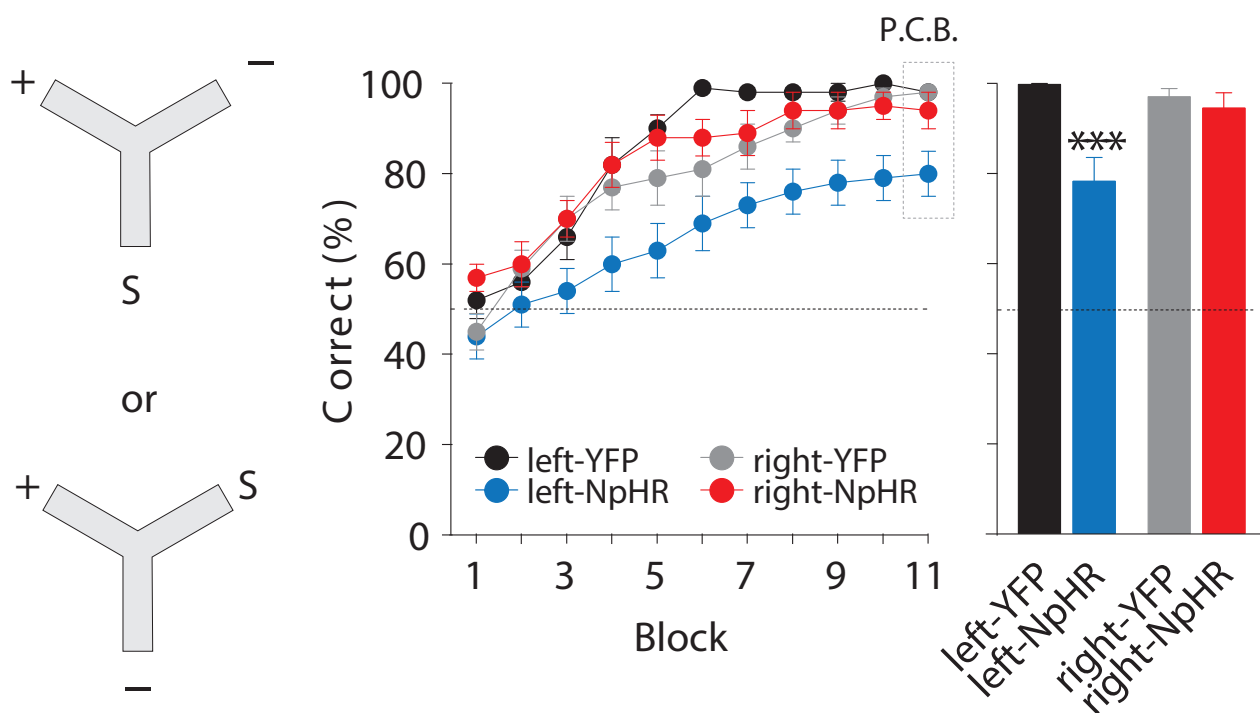 +
–
S
or
+
S
–
P.C.B.
Correct (%)
100
80
60
40
20
0
left-YFP
right-YFP
left-NpHR
right-NpHR
1
3
5
7
9
11
Block
***
left-YFP
left-NpHR
right-YFP
right-NpHR